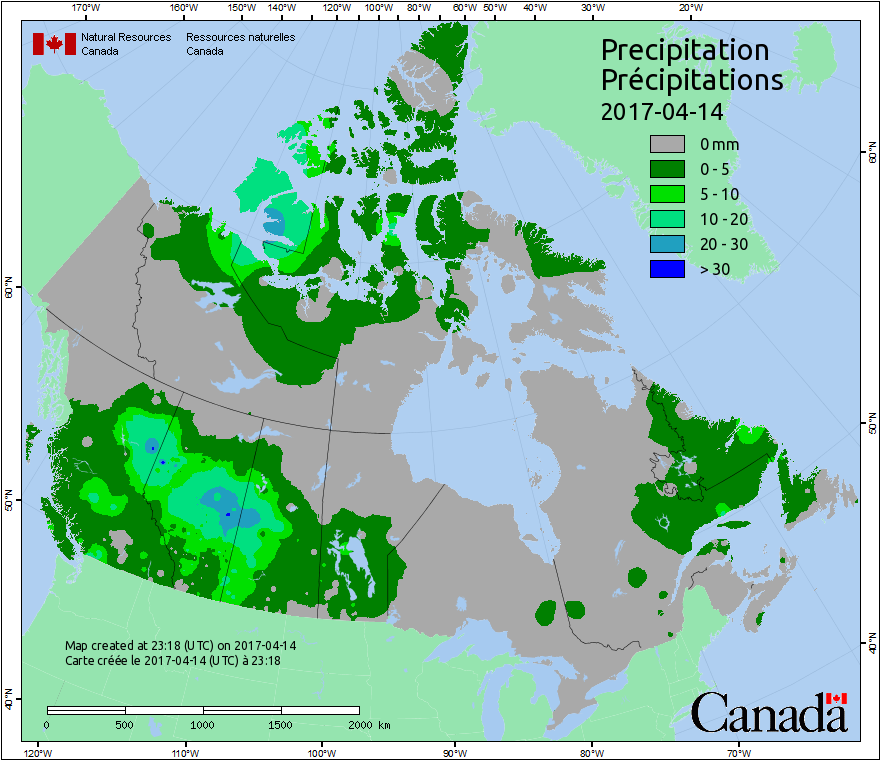 170°W 160°W 150°W 140°W 120°W 100°W 80°W 60°W 50°W 40°W 30°W 20°W
Natural Resources Canada
Ressources naturelles Canada
Precipitation
Précipitations
2017-04-14
0 mm
0 - 5
5 - 10
10 - 20
20 - 30
> 30
60°N
50°N
40°N
60°N
50°N
40°N
Map created at 23:18 (UTC) on 2017-04-14
Carte créée le 2017-04-14 (UTC) à 23:18
0 500 1000 1500 2000 km
Canada
120°W 110°W 100°W 90°W 80°W 70°W